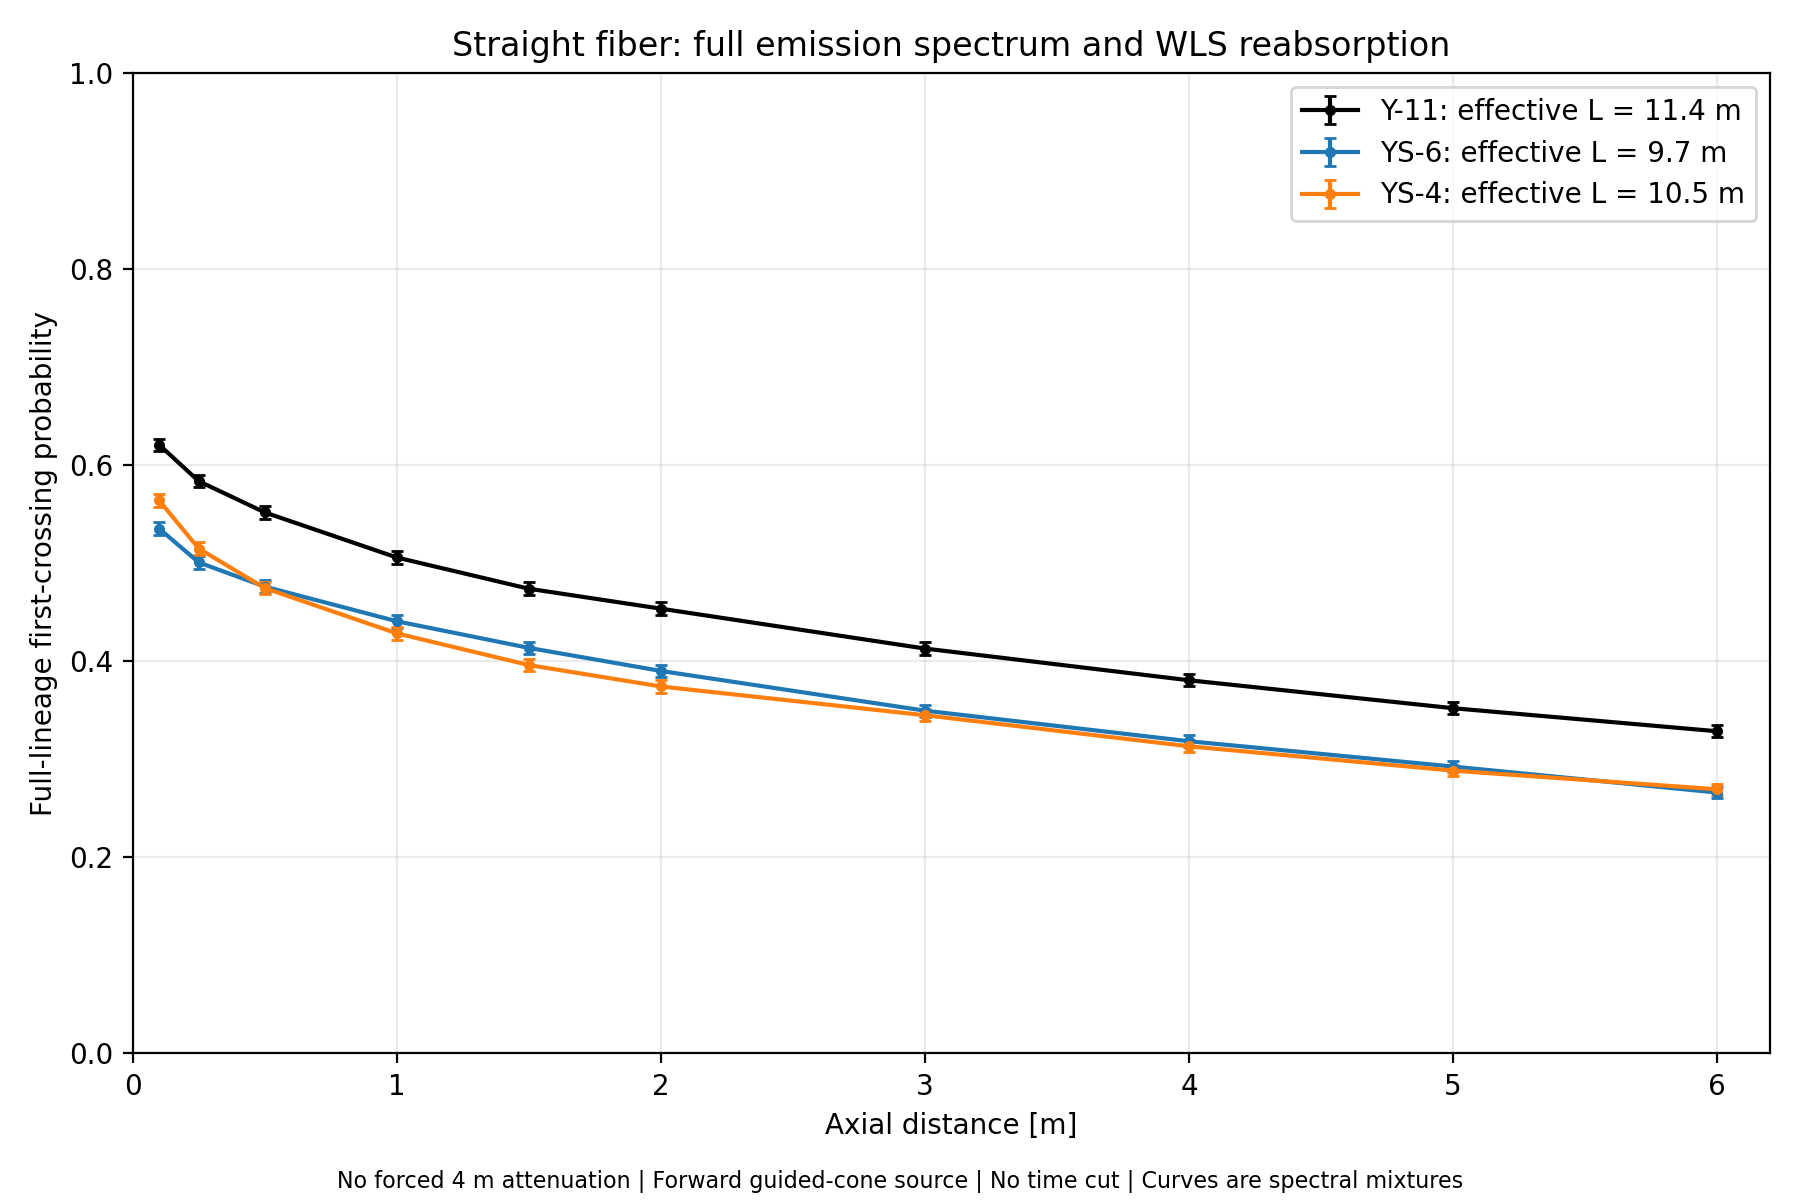 Straight fiber: full emission spectrum and WLS reabsorption
Full-lineage first-crossing probability
1.0
0.8
0.6
0.4
0.2
0.0
Y-11: effective L = 11.4 m
YS-6: effective L = 9.7 m
YS-4: effective L = 10.5 m
0 1 2 3 4 5 6
Axial distance [m]
No forced 4 m attenuation | Forward guided-cone source | No time cut | Curves are spectral mixtures